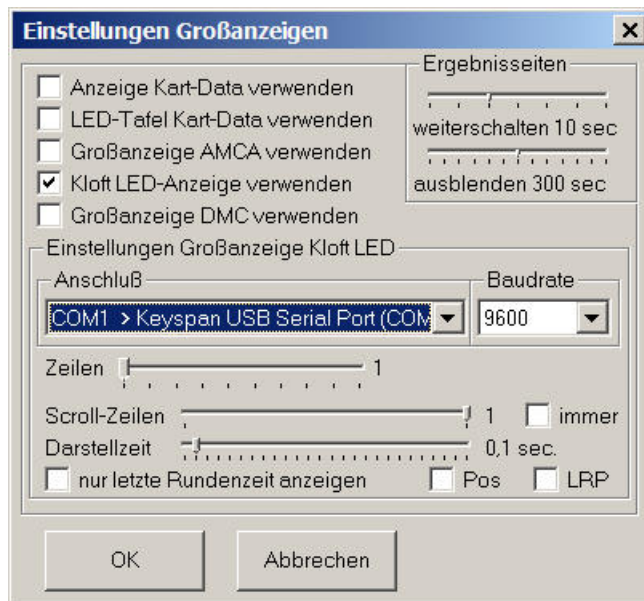 Einstellungen Großanzeigen
Anzeige Kart-Data verwenden
LED-Tafel Kart-Data verwenden
Großanzeige AMCA verwenden
Kloft LED-Anzeige verwenden
Großanzeige DMC verwenden
Ergebnisseiten
weiterschalten 10 sec
ausblenden 300 sec
Einstellungen Großanzeige Kloft LED
Anschluß
COM1 > Keyspan USB Serial Port (COM
Baudrate
9600
Zeilen 1
Scroll-Zeilen 1 immer
Darstellzeit 0,1 sec.
nur letzte Rundenzeit anzeigen Pos LRP
OK Abbrechen